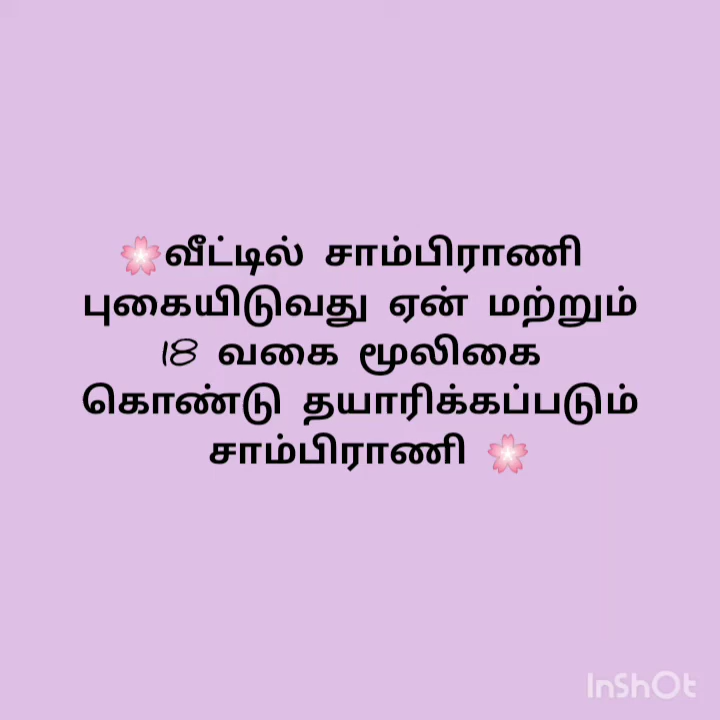 🌸வீட்டில் சாம்பிராணி
புகையிடுவது ஏன் மற்றும்
18 வகை மூலிகை
கொண்டு தயாரிக்கப்படும்
சாம்பிராணி 🌸
InShOt